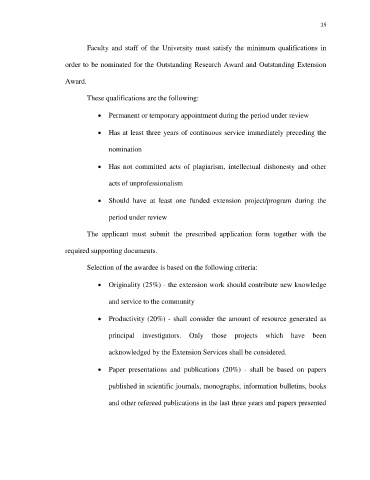 35
Faculty and staff of the University must satisfy the minimum qualifications in
order to be nominated for the Outstanding Research Award and Outstanding Extension
Award.
These qualifications are the following:
• Permanent or temporary appointment during the period under review
• Has at least three years of continuous service immediately preceding the
nomination
• Has not committed acts of plagiarism, intellectual dishonesty and other
acts of unprofessionalism
• Should have at least one funded extension project/program during the
period under review
The applicant must submit the prescribed application form together with the
required supporting documents.
Selection of the awardee is based on the following criteria:
• Originality (25%) - the extension work should contribute new knowledge
and service to the community
• Productivity (20%) - shall consider the amount of resource generated as
principal investigators. Only those projects which have been
acknowledged by the Extension Services shall be considered.
• Paper presentations and publications (20%) - shall be based on papers
published in scientific journals, monographs, information bulletins, books
and other refereed publications in the last three years and papers presented